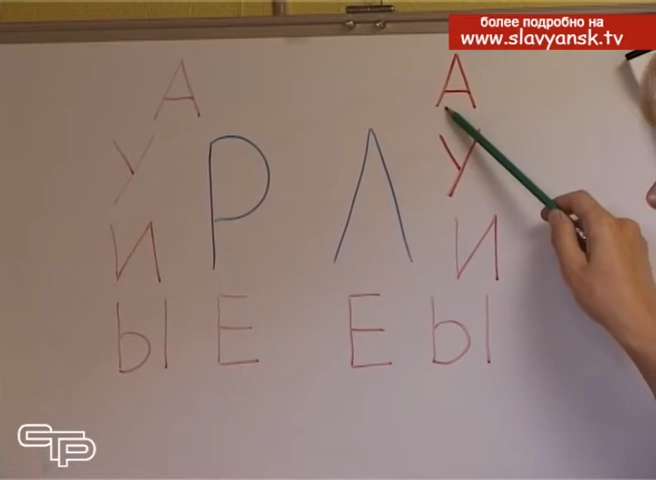 более подробно на
www.slavyansk.tv
А А
У Р Л У
И И
Ы Е Е Ы
СТР